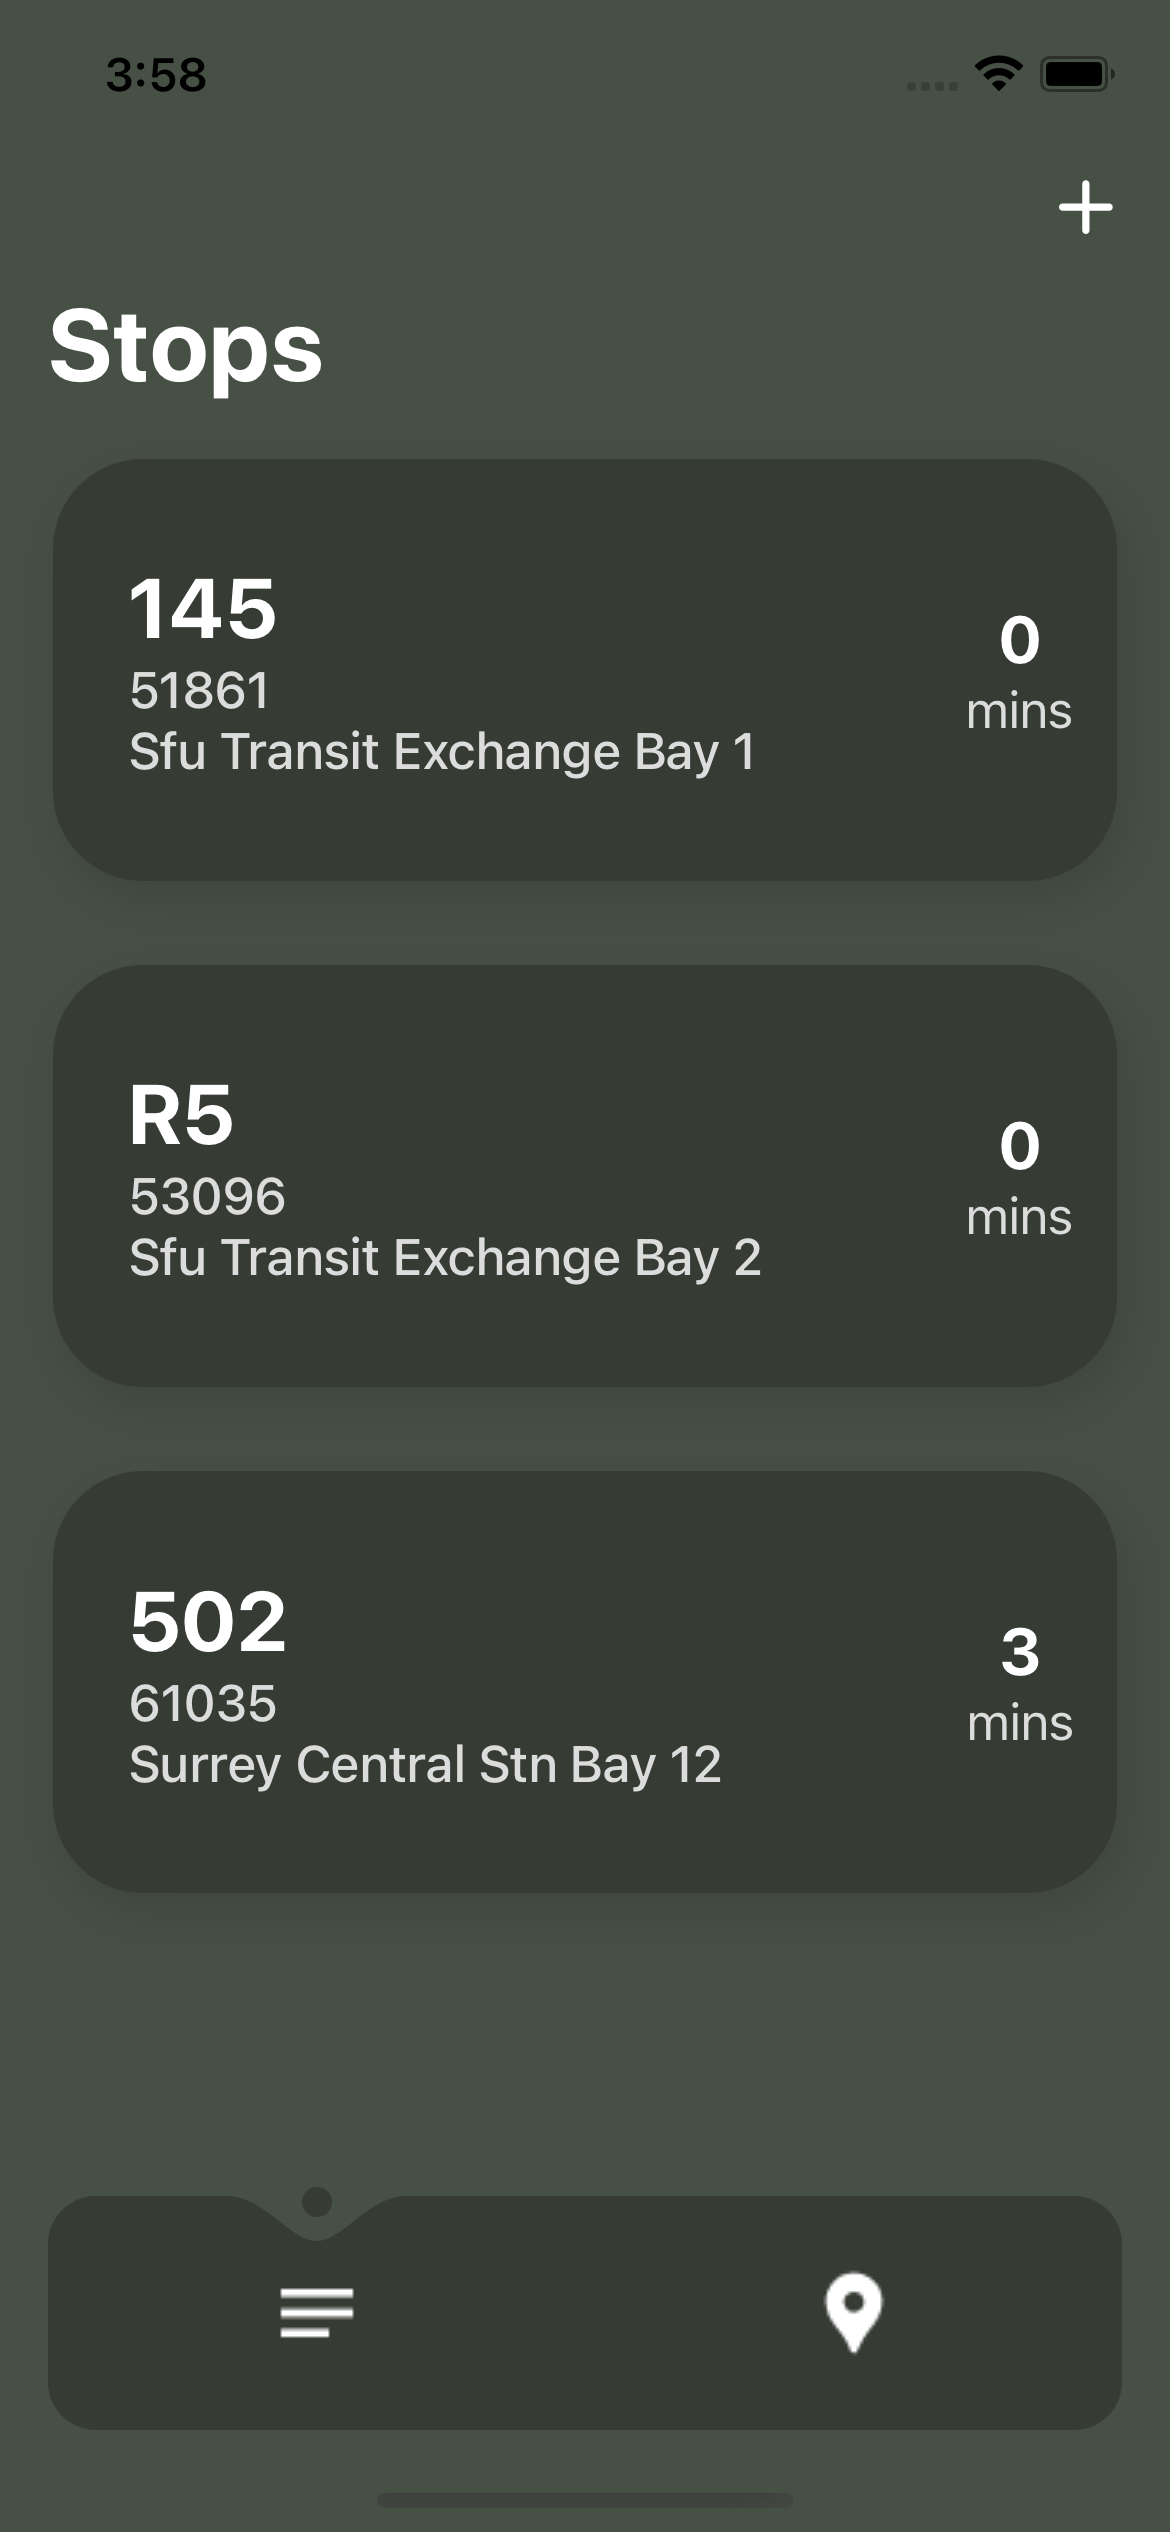 3:58
Stops
145
51861
Sfu Transit Exchange Bay 1
0
mins
R5
53096
Sfu Transit Exchange Bay 2
0
mins
502
61035
Surrey Central Stn Bay 12
3
mins